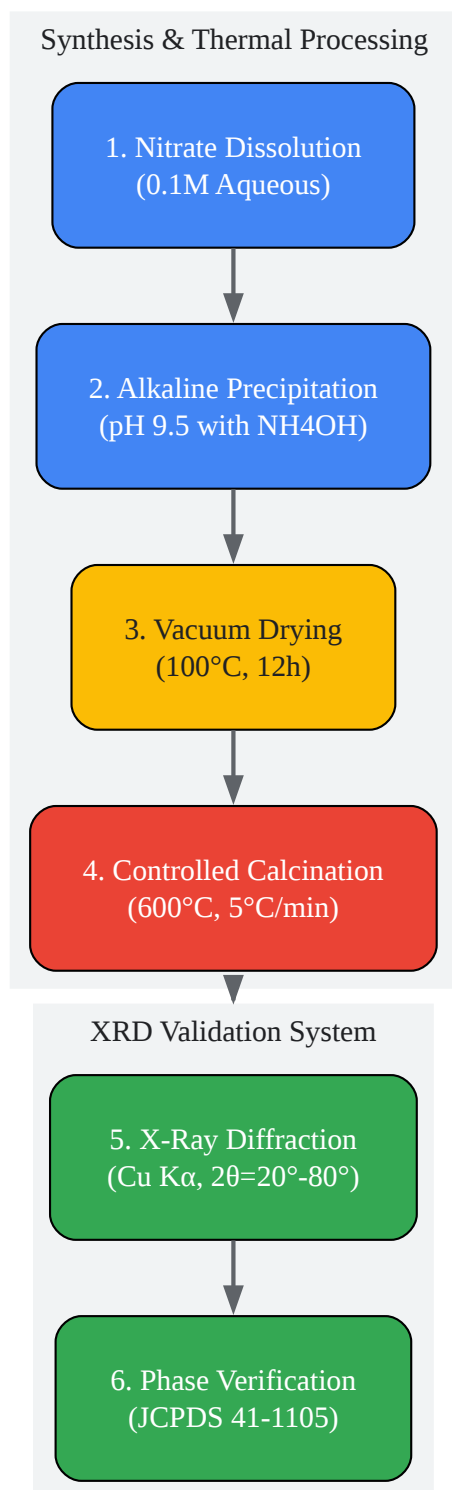 Synthesis & Thermal Processing
1. Nitrate Dissolution
(0.1M Aqueous)
2. Alkaline Precipitation
(pH 9.5 with NH4OH)
3. Vacuum Drying
(100°C, 12h)
4. Controlled Calcination
(600°C, 5°C/min)
XRD Validation System
5. X-Ray Diffraction
(Cu Kα, 2θ=20°-80°)
6. Phase Verification
(JCPDS 41-1105)